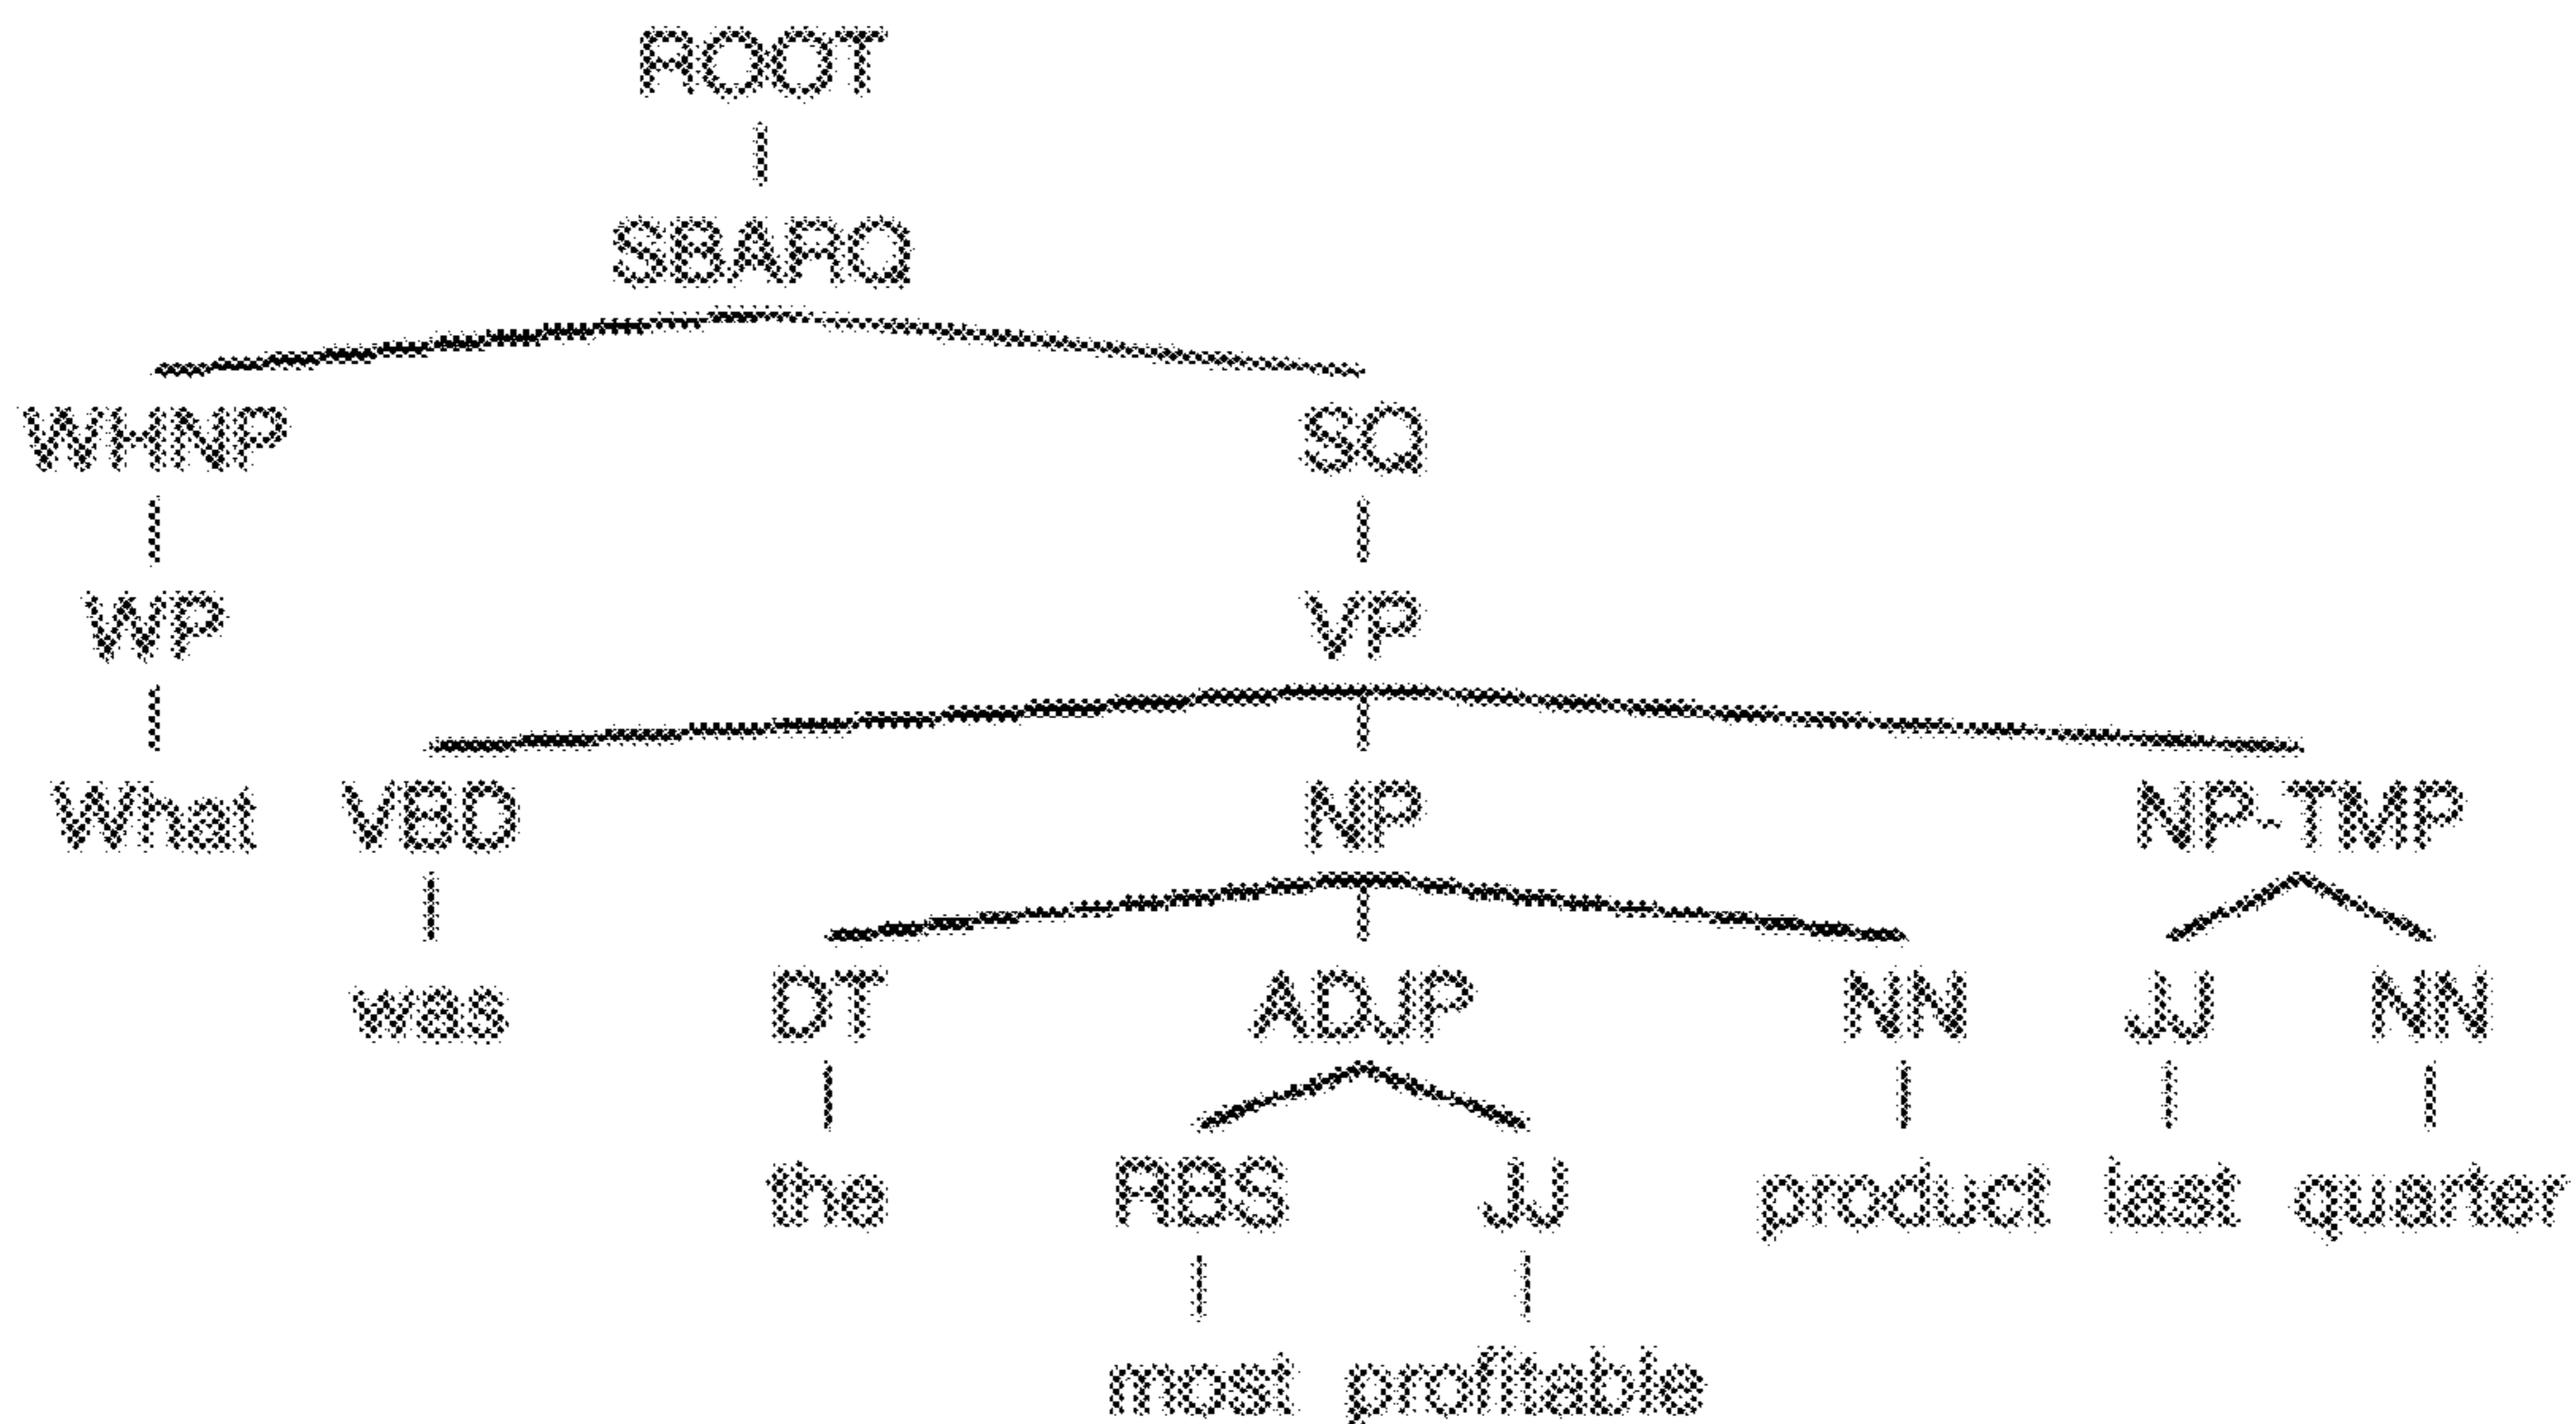 ROOT
SBARQ
WHNP SQ
WP VP
What VBD NP NP-TMP
was DT ADJP NN JJ NN
the RBS JJ product last quarter
most profitable